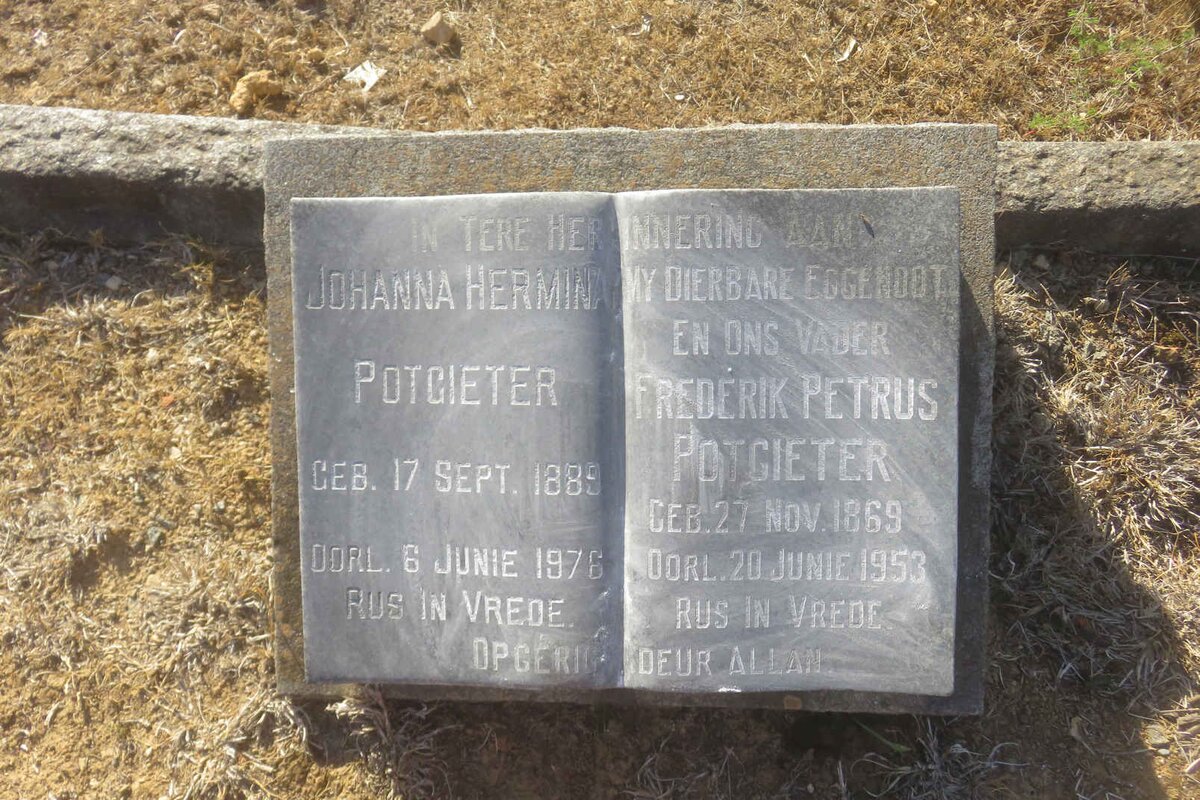 IN TERE HERINNERING AAN
JOHANNA HERMINA
POTGIETER
GEB. 17 SEPT. 1889
OORL. 6 JUNIE 1976
RUS IN VREDE.
MY DIERBARE EGGENOOT
EN ONS VADER
FREDERIK PETRUS
POTGIETER
GEB. 27 NOV. 1869
OORL. 20 JUNIE 1953
RUS IN VREDE.
OPGERIG DEUR ALLAN.